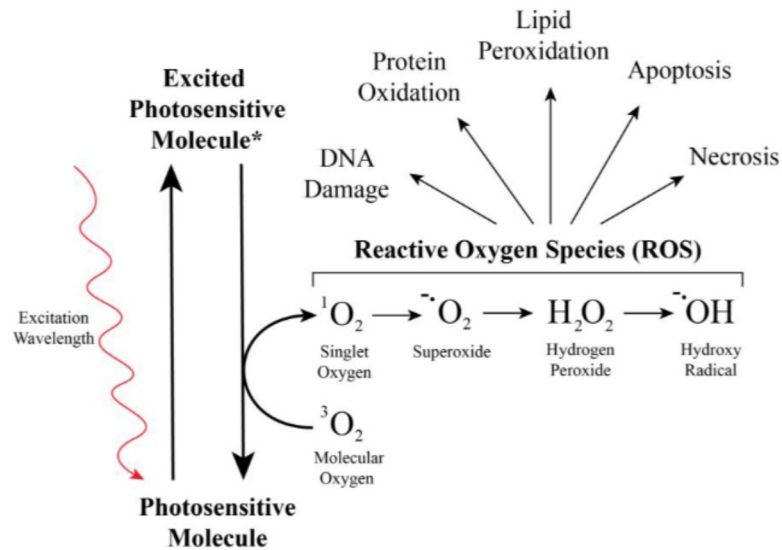 Excited
Photosensitive
Molecule*
DNA
Damage
Protein
Oxidation
Lipid
Peroxidation
Apoptosis
Necrosis
Reactive Oxygen Species (ROS)
Excitation
Wavelength
¹O₂
Singlet
Oxygen
⁻·O₂
Superoxide
H₂O₂
Hydrogen
Peroxide
⁻·OH
Hydroxy
Radical
³O₂
Molecular
Oxygen
Photosensitive
Molecule